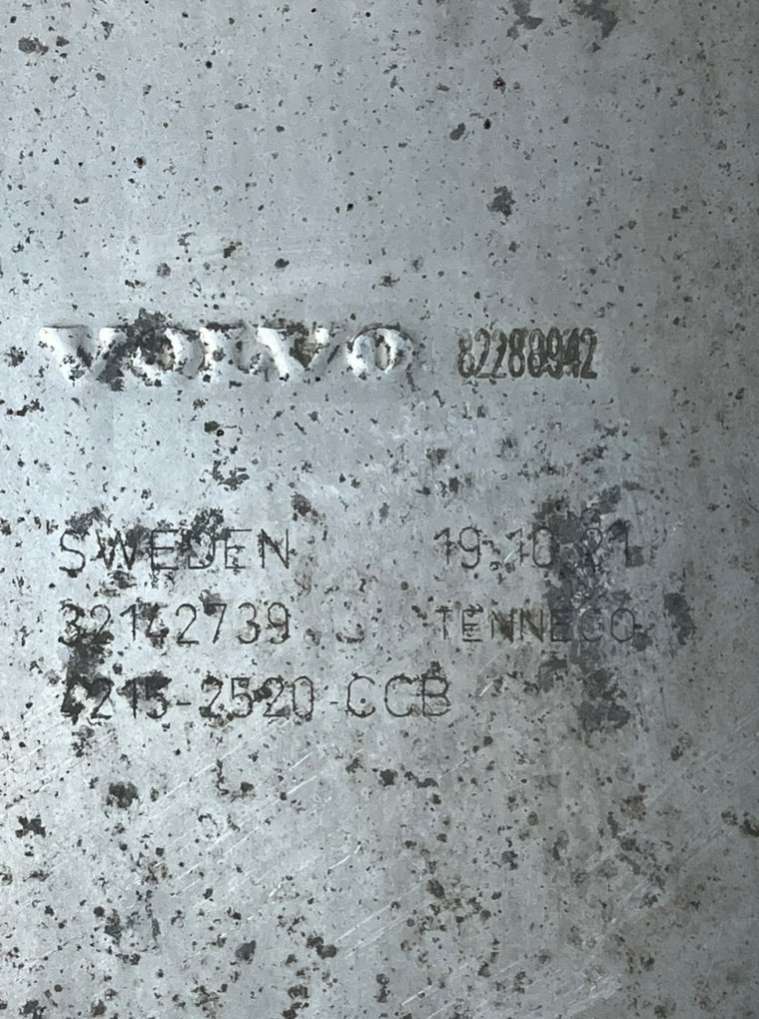 VOLVO 82288942
SWEDEN 19.10.21
32142739 TENNECO
4215-2520-CCB